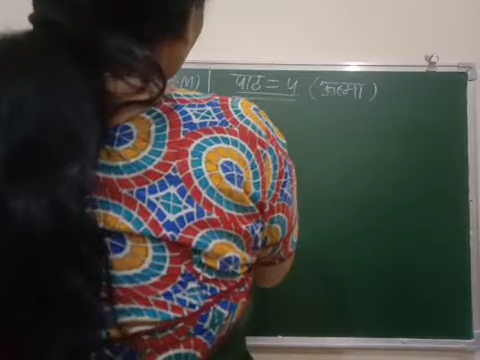 M) | पाठ = ५ (ऊष्मा)